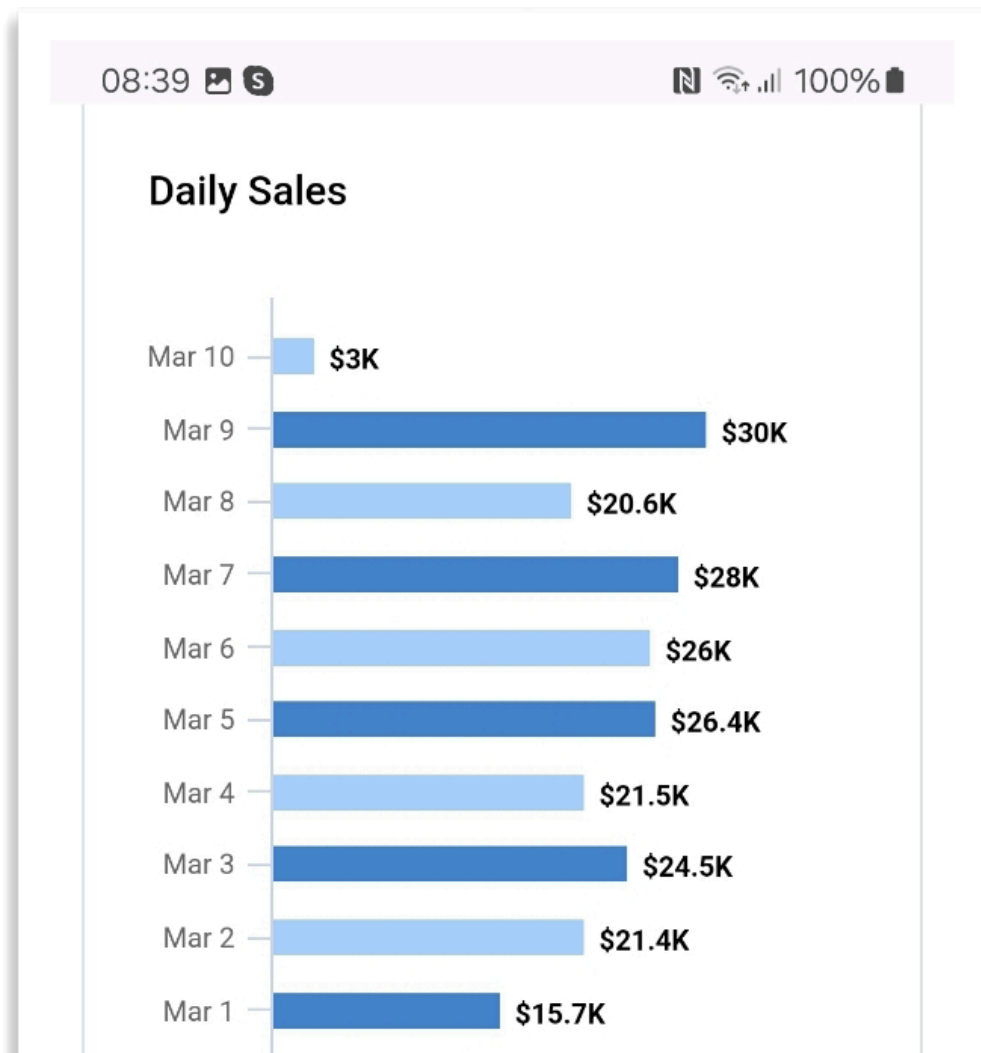 08:39 S N 100%
Daily Sales
Mar 10 $3K
Mar 9 $30K
Mar 8 $20.6K
Mar 7 $28K
Mar 6 $26K
Mar 5 $26.4K
Mar 4 $21.5K
Mar 3 $24.5K
Mar 2 $21.4K
Mar 1 $15.7K